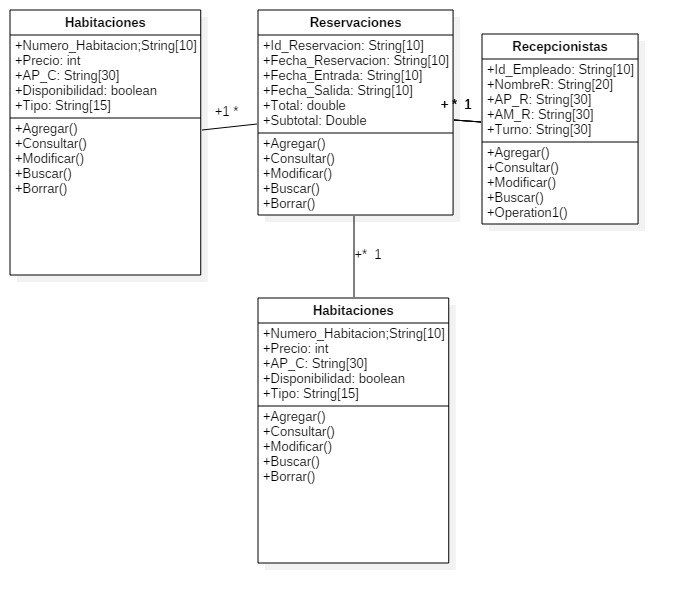 Habitaciones
+Numero_Habitacion;String[10]
+Precio: int
+AP_C: String[30]
+Disponibilidad: boolean
+Tipo: String[15]
+Agregar()
+Consultar()
+Modificar()
+Buscar()
+Borrar()
+1 *
Reservaciones
+Id_Reservacion: String[10]
+Fecha_Reservacion: String[10]
+Fecha_Entrada: String[10]
+Fecha_Salida: String[10]
+Total: double
+Subtotal: Double
+Agregar()
+Consultar()
+Modificar()
+Buscar()
+Borrar()
+ * 1
Recepcionistas
+Id_Empleado: String[10]
+NombreR: String[20]
+AP_R: String[30]
+AM_R: String[30]
+Turno: String[30]
+Agregar()
+Consultar()
+Modificar()
+Buscar()
+Operation1()
+* 1
Habitaciones
+Numero_Habitacion;String[10]
+Precio: int
+AP_C: String[30]
+Disponibilidad: boolean
+Tipo: String[15]
+Agregar()
+Consultar()
+Modificar()
+Buscar()
+Borrar()